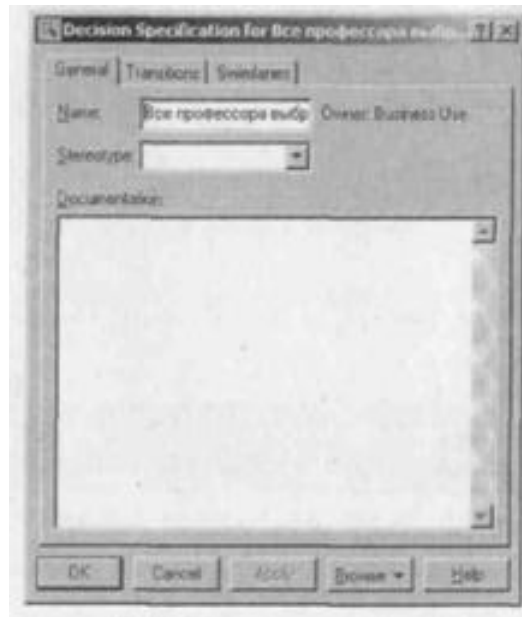 Decision Specification for Все профессора выбр...
General Transitions Swimlanes
Name: Все профессора выбр Owner: Business Use
Stereotype:
Documentation:
OK Cancel Apply Browse Help